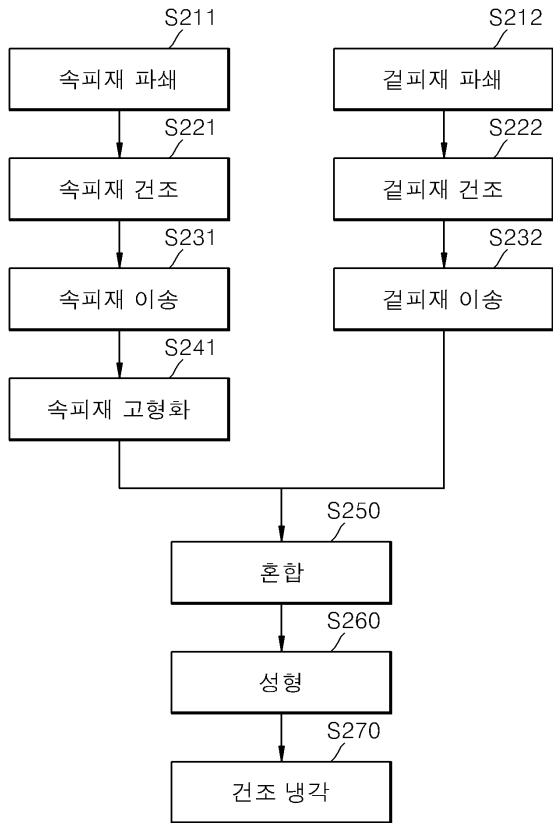 S211
속피재 파쇄
S212
겉피재 파쇄
S221
속피재 건조
S222
겉피재 건조
S231
속피재 이송
S232
겉피재 이송
S241
속피재 고형화
S250
혼합
S260
성형
S270
건조 냉각